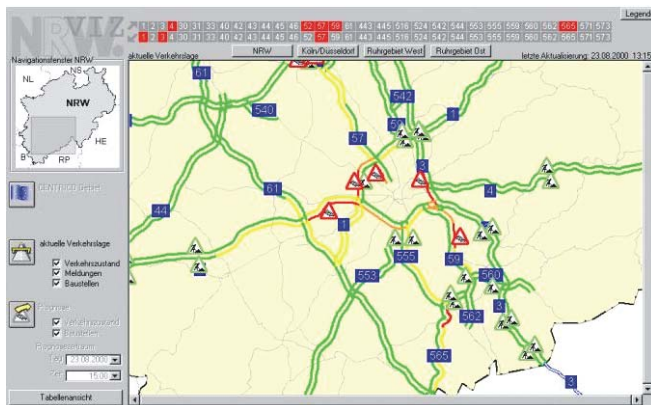 NRW VIZ.
Legende
1 2 3 4 30 31 33 40 42 43 44 45 46 52 57 59 61 443 445 516 524 542 544 553 555 559 560 562 565 571 573
1 2 3 4 30 31 33 40 42 43 44 45 46 52 57 59 61 443 445 516 524 542 544 553 555 559 560 562 565 571 573
aktuelle Verkehrslage
NRW
Köln/Düsseldorf
Ruhrgebiet West
Ruhrgebiet Ost
letzte Aktualisierung: 23.08.2000 13:15
Navigationsfenster NRW
NL
NS
NRW
HE
B
RP
aktuelle Verkehrslage
Verkehrszustand
Meldungen
Baustellen
Prognose
Verkehrszustand
Baustellen
Prognosezeitraum
Tag 23.08.2000
Zeit 15:00
Tabellenansicht
61
540
57
59
542
1
3
4
61
44
1
59
553
555
560
562
3
565
3